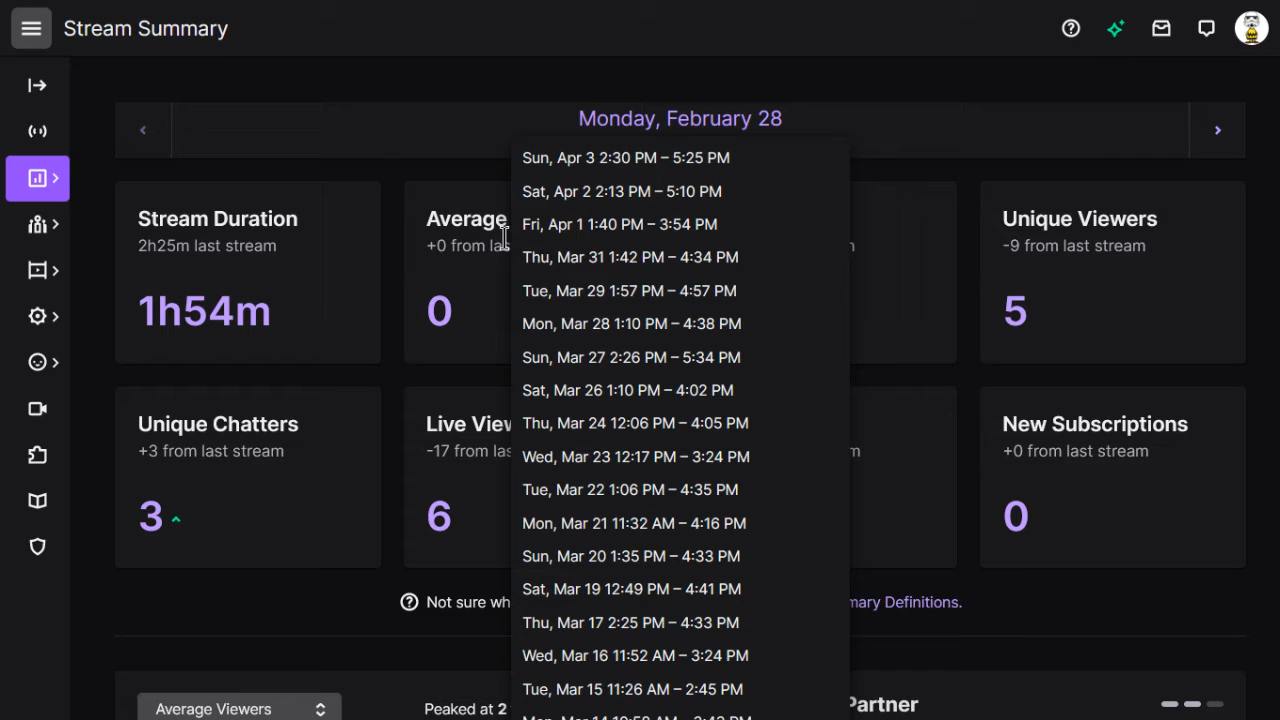 Stream Summary
Monday, February 28
Sun, Apr 3 2:30 PM – 5:25 PM
Sat, Apr 2 2:13 PM – 5:10 PM
Fri, Apr 1 1:40 PM – 3:54 PM
Thu, Mar 31 1:42 PM – 4:34 PM
Tue, Mar 29 1:57 PM – 4:57 PM
Mon, Mar 28 1:10 PM – 4:38 PM
Sun, Mar 27 2:26 PM – 5:34 PM
Sat, Mar 26 1:10 PM – 4:02 PM
Thu, Mar 24 12:06 PM – 4:05 PM
Wed, Mar 23 12:17 PM – 3:24 PM
Tue, Mar 22 1:06 PM – 4:35 PM
Mon, Mar 21 11:32 AM – 4:16 PM
Sun, Mar 20 1:35 PM – 4:33 PM
Sat, Mar 19 12:49 PM – 4:41 PM
Thu, Mar 17 2:25 PM – 4:33 PM
Wed, Mar 16 11:52 AM – 3:24 PM
Tue, Mar 15 11:26 AM – 2:45 PM
Stream Duration
2h25m last stream
1h54m
Average
+0 from las
0
Unique Viewers
-9 from last stream
5
Unique Chatters
+3 from last stream
3
Live View
-17 from las
6
New Subscriptions
+0 from last stream
0
Not sure wh
mary Definitions.
Average Viewers
Peaked at 2
Partner